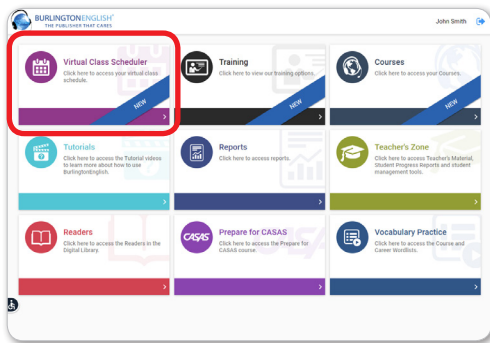 BURLINGTONENGLISH®
THE PUBLISHER THAT CARES
John Smith
Virtual Class Scheduler
Click here to access your virtual class
schedule.
NEW
Training
Click here to view our training options.
NEW
Courses
Click here to access your Courses.
NEW
Tutorials
Click here to access the Tutorial videos
to learn more about how to use
BurlingtonEnglish.
Reports
Click here to access reports.
Teacher's Zone
Click here to access Teacher's Material,
Student Progress Reports and student
management tools.
Readers
Click here to access the Readers in the
Digital Library.
CASAS
Prepare for CASAS
Click here to access the Prepare for
CASAS course.
Vocabulary Practice
Click here to access the Course and
Career Wordlists.